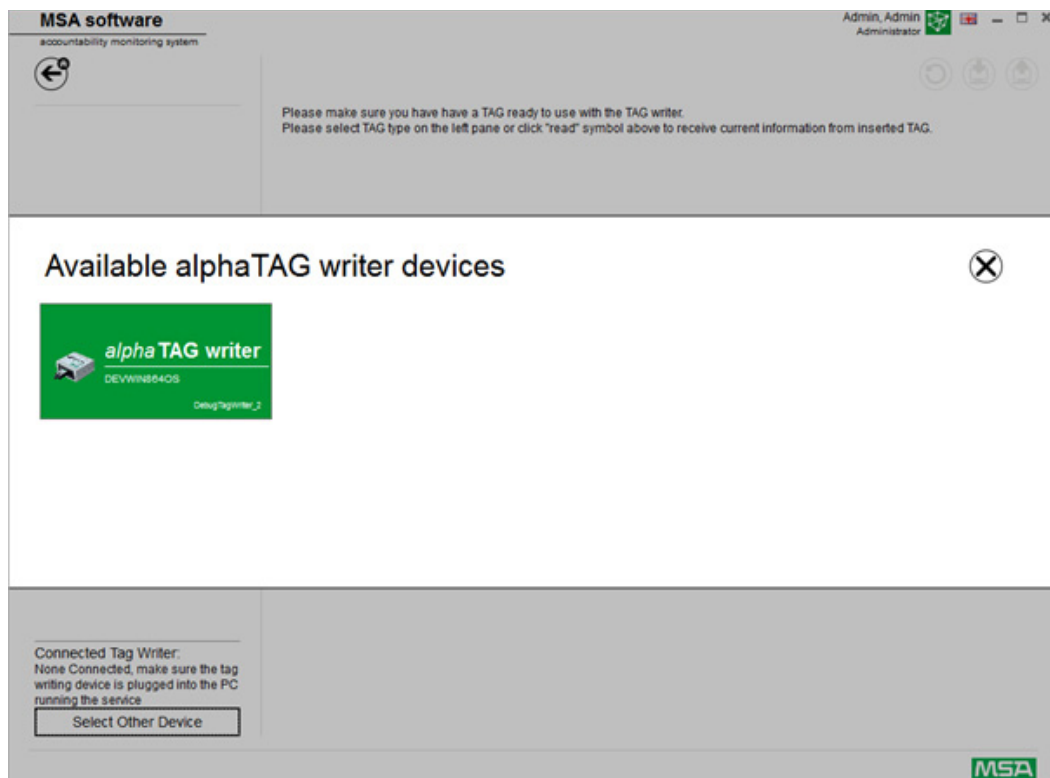 MSA software
accountability monitoring system
Admin, Admin
Administrator
Please make sure you have have a TAG ready to use with the TAG writer.
Please select TAG type on the left pane or click "read" symbol above to receive current information from inserted TAG.
Available alphaTAG writer devices
alphaTAG writer
DEVWIN864OS
DebugTagWriter_2
Connected Tag Writer:
None Connected, make sure the tag
writing device is plugged into the PC
running the service
Select Other Device
MSA